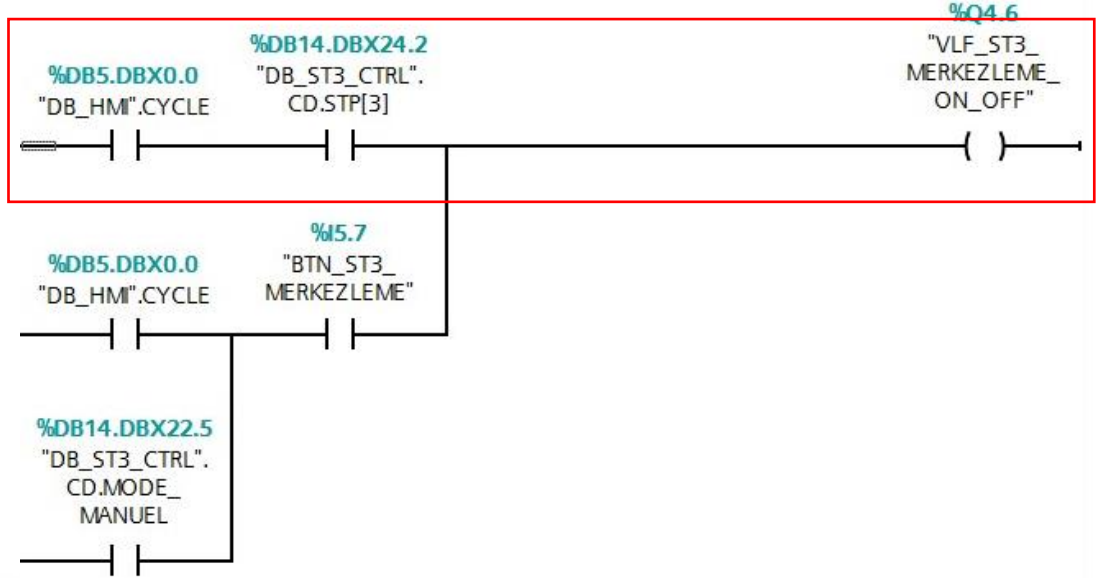 %Q4.6
"VLF_ST3_
MERKEZLEME_
ON_OFF"
%DB14.DBX24.2
"DB_ST3_CTRL".
CD.STP[3]
%DB5.DBX0.0
"DB_HMI".CYCLE
%I5.7
"BTN_ST3_
MERKEZLEME"
%DB5.DBX0.0
"DB_HMI".CYCLE
%DB14.DBX22.5
"DB_ST3_CTRL".
CD.MODE_
MANUEL